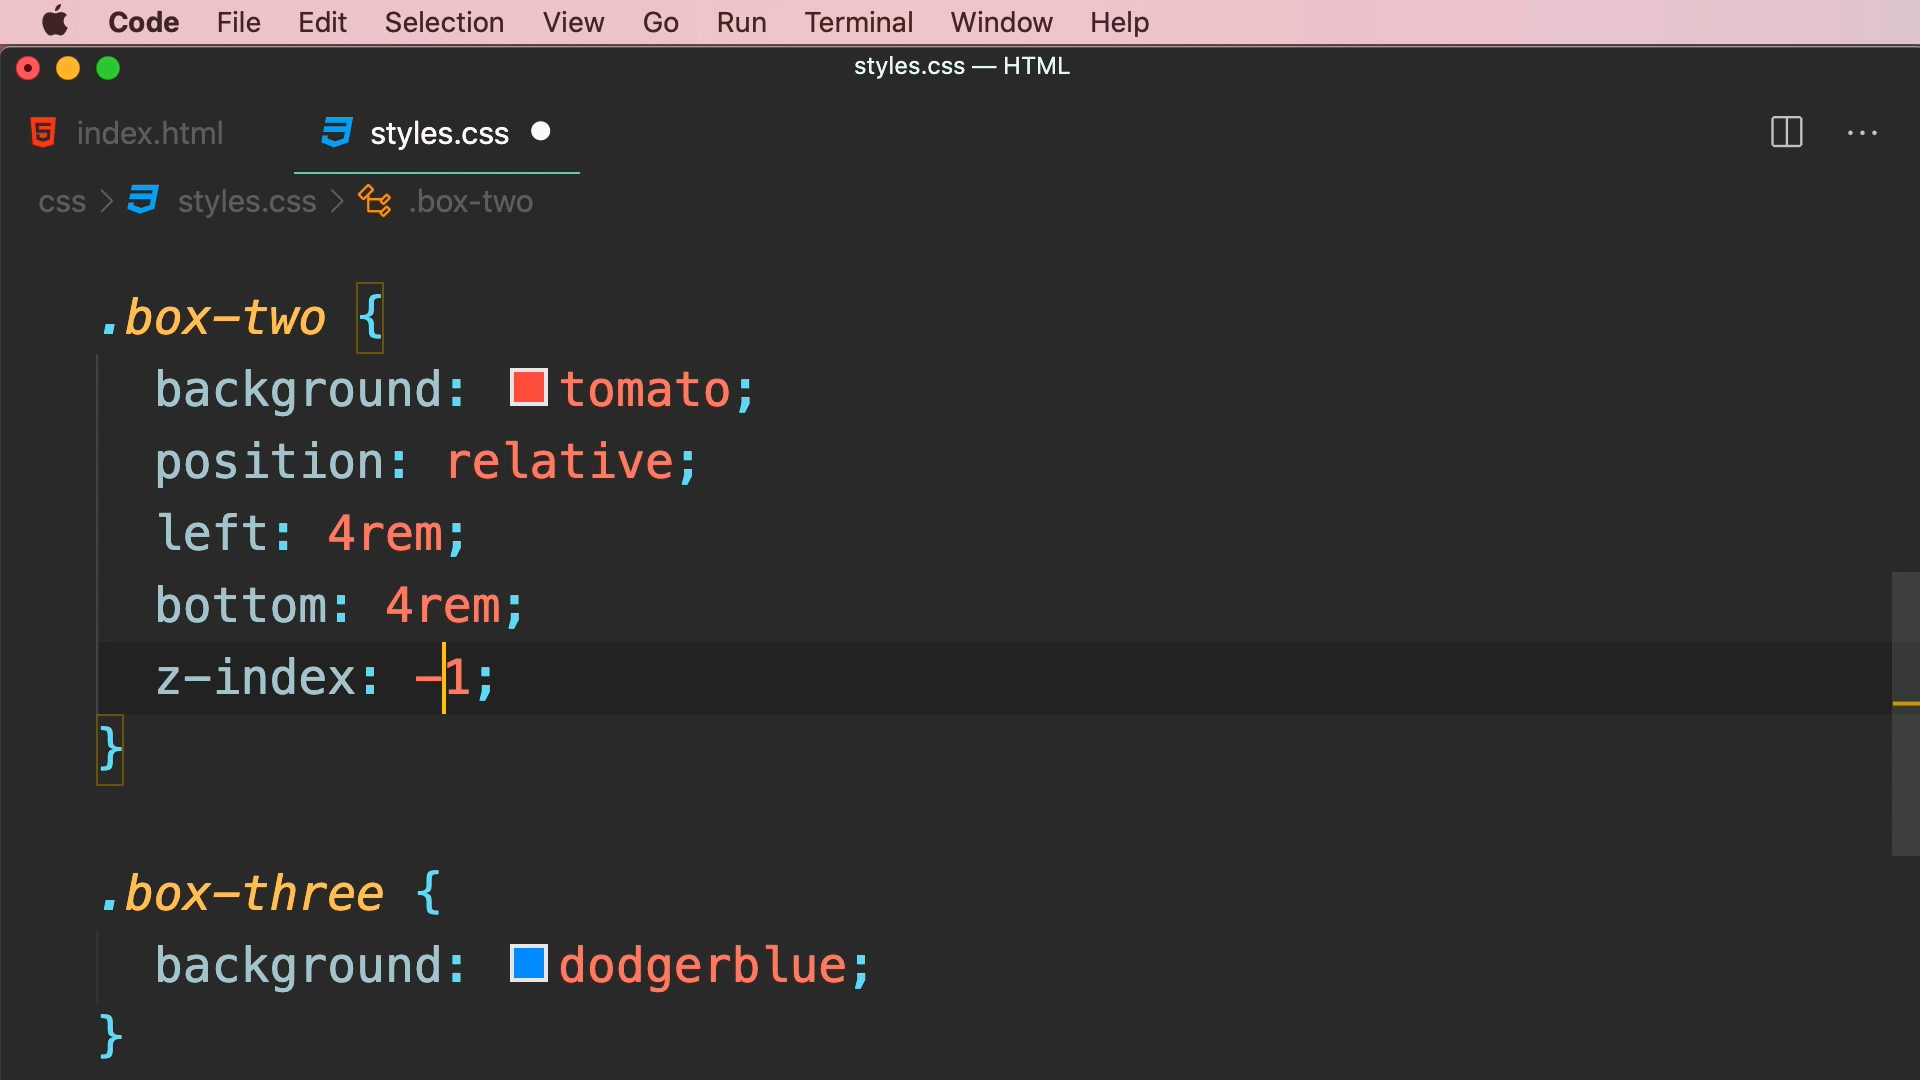 Code File Edit Selection View Go Run Terminal Window Help
styles.css — HTML
index.html styles.css
css > styles.css > .box-two
.box-two {
background: tomato;
position: relative;
left: 4rem;
bottom: 4rem;
z-index: -1;
}
.box-three {
background: dodgerblue;
}